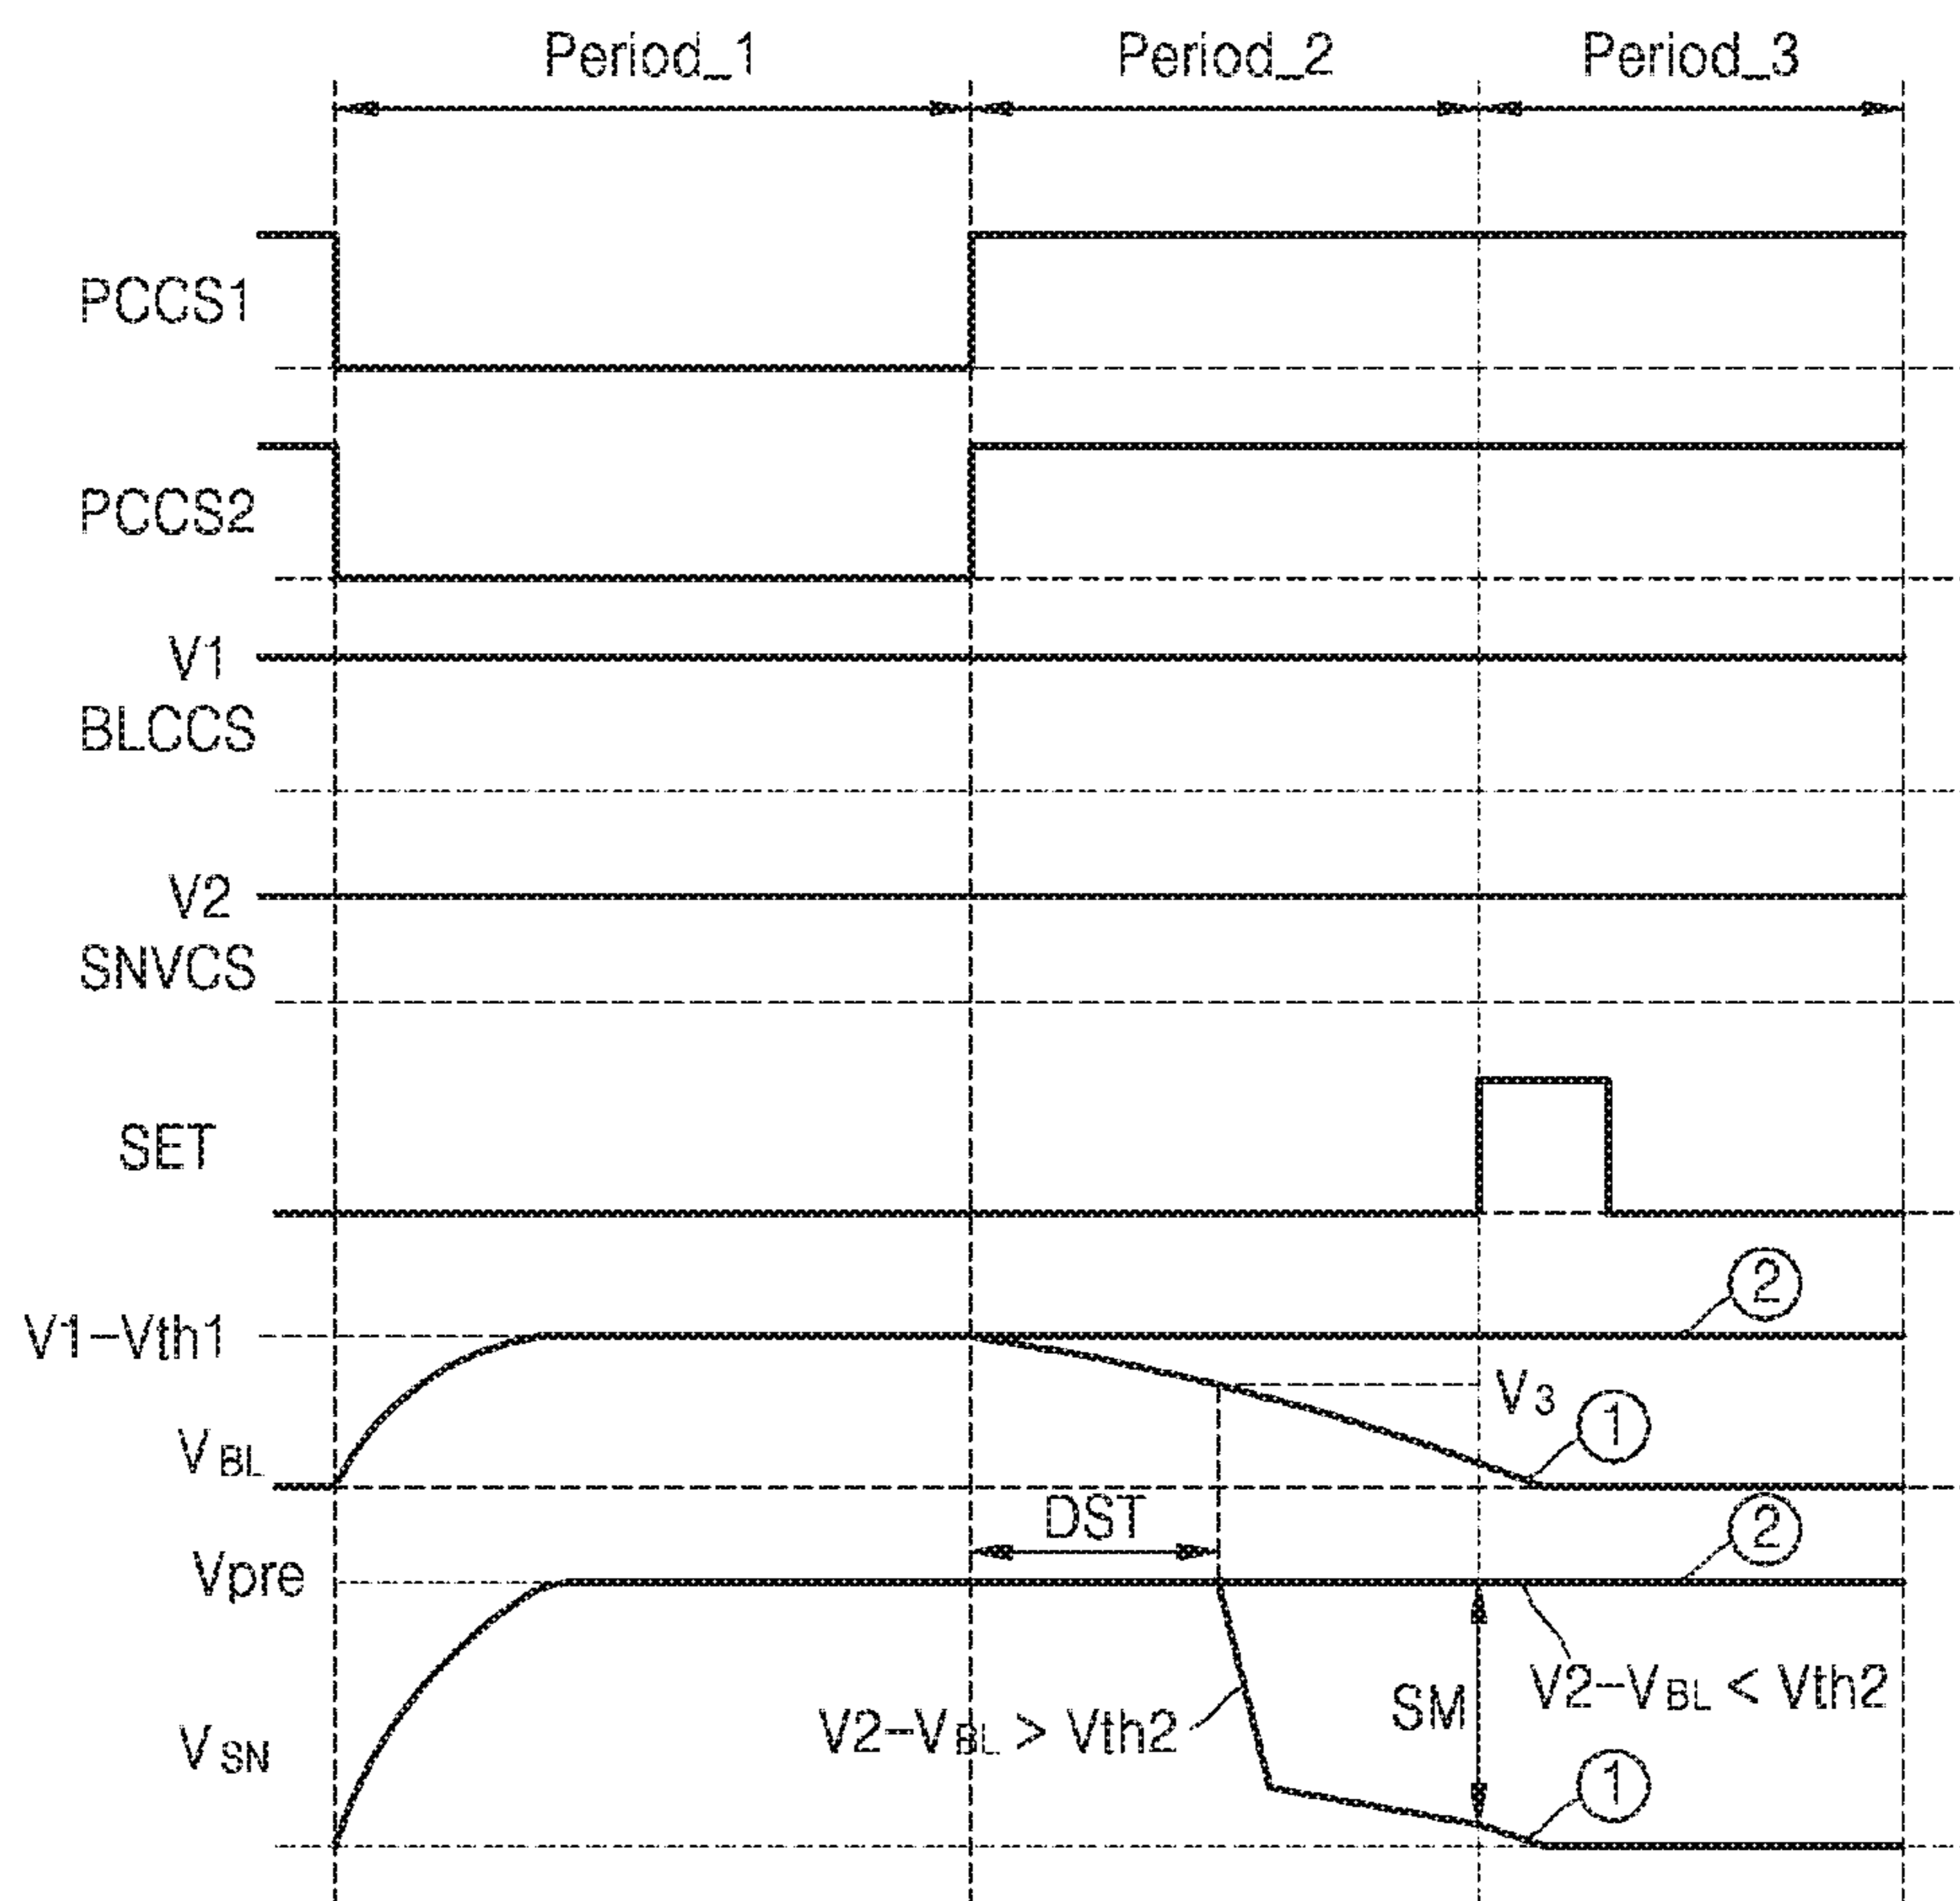 Period_1 Period_2 Period_3
PCCS1
PCCS2
V1
BLCCS
V2
SNVCS
SET
②
V1-Vth1
V3
①
VBL
DST
②
Vpre
V2-VBL < Vth2
SM
V2-VBL > Vth2
VSN
①